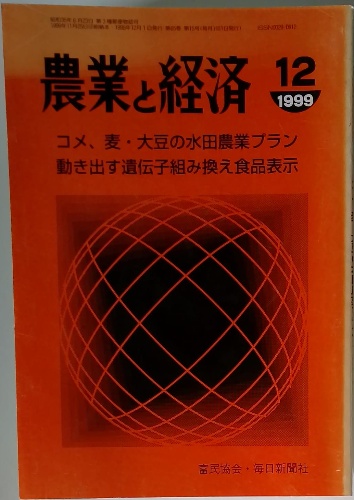 農業と経済
12
1999
コメ、麦・大豆の水田農業プラン
動き出す遺伝子組み換え食品表示
富民協会・毎日新聞社